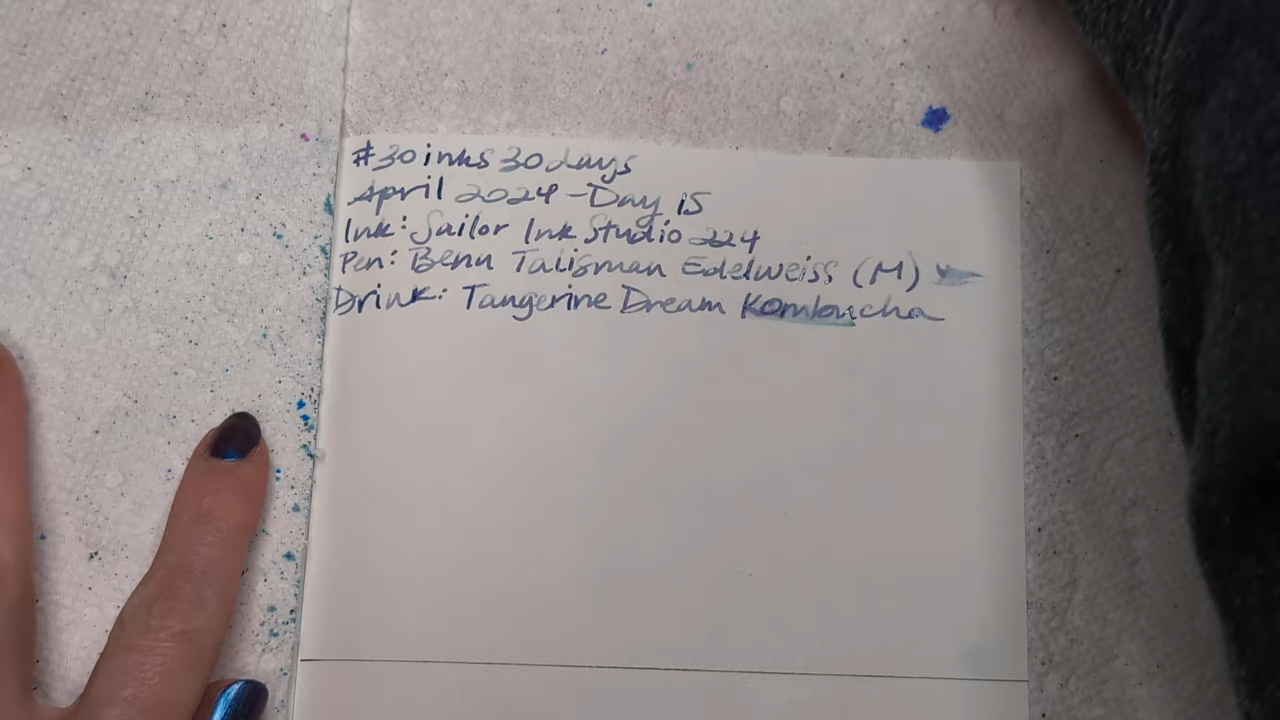 #30inks30days
April 2024 - Day 15
Ink: Sailor Ink Studio 224
Pen: Benu Talisman Edelweiss (M)
Drink: Tangerine Dream Kombucha